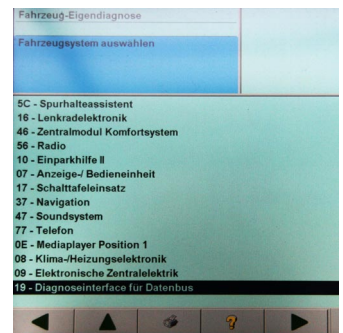 Fahrzeug-Eigendiagnose
Fahrzeugsystem auswahlen
5C - Spurhalteassistent
16 - Lenkradelektronik
46 - Zentralmodul Komfortsystem
56 - Radio
10 - Einparkhilfe II
07 - Anzeige-/ Bedieneinheit
17 - Schalttafeleinsatz
37 - Navigation
47 - Soundsystem
77 - Telefon
0E - Mediaplayer Position 1
08 - Klima-/Heizungselektronik
09 - Elektronische Zentralelektrik
19 - Diagnoseinterface für Datenbus